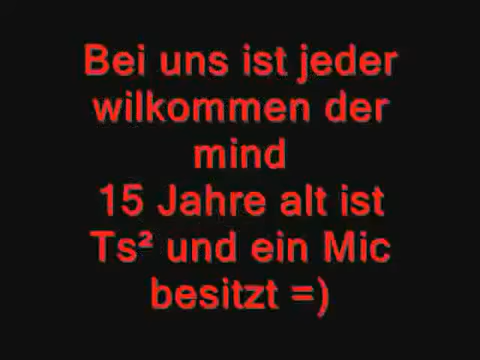 Bei uns ist jeder
wilkommen der
mind
15 Jahre alt ist
Ts² und ein Mic
besitzt =)